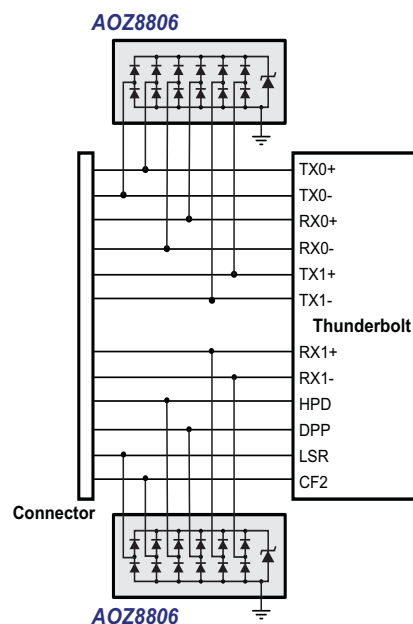 AOZ8806
TX0+
TX0-
RX0+
RX0-
TX1+
TX1-
Thunderbolt
RX1+
RX1-
HPD
DPP
LSR
CF2
Connector
AOZ8806